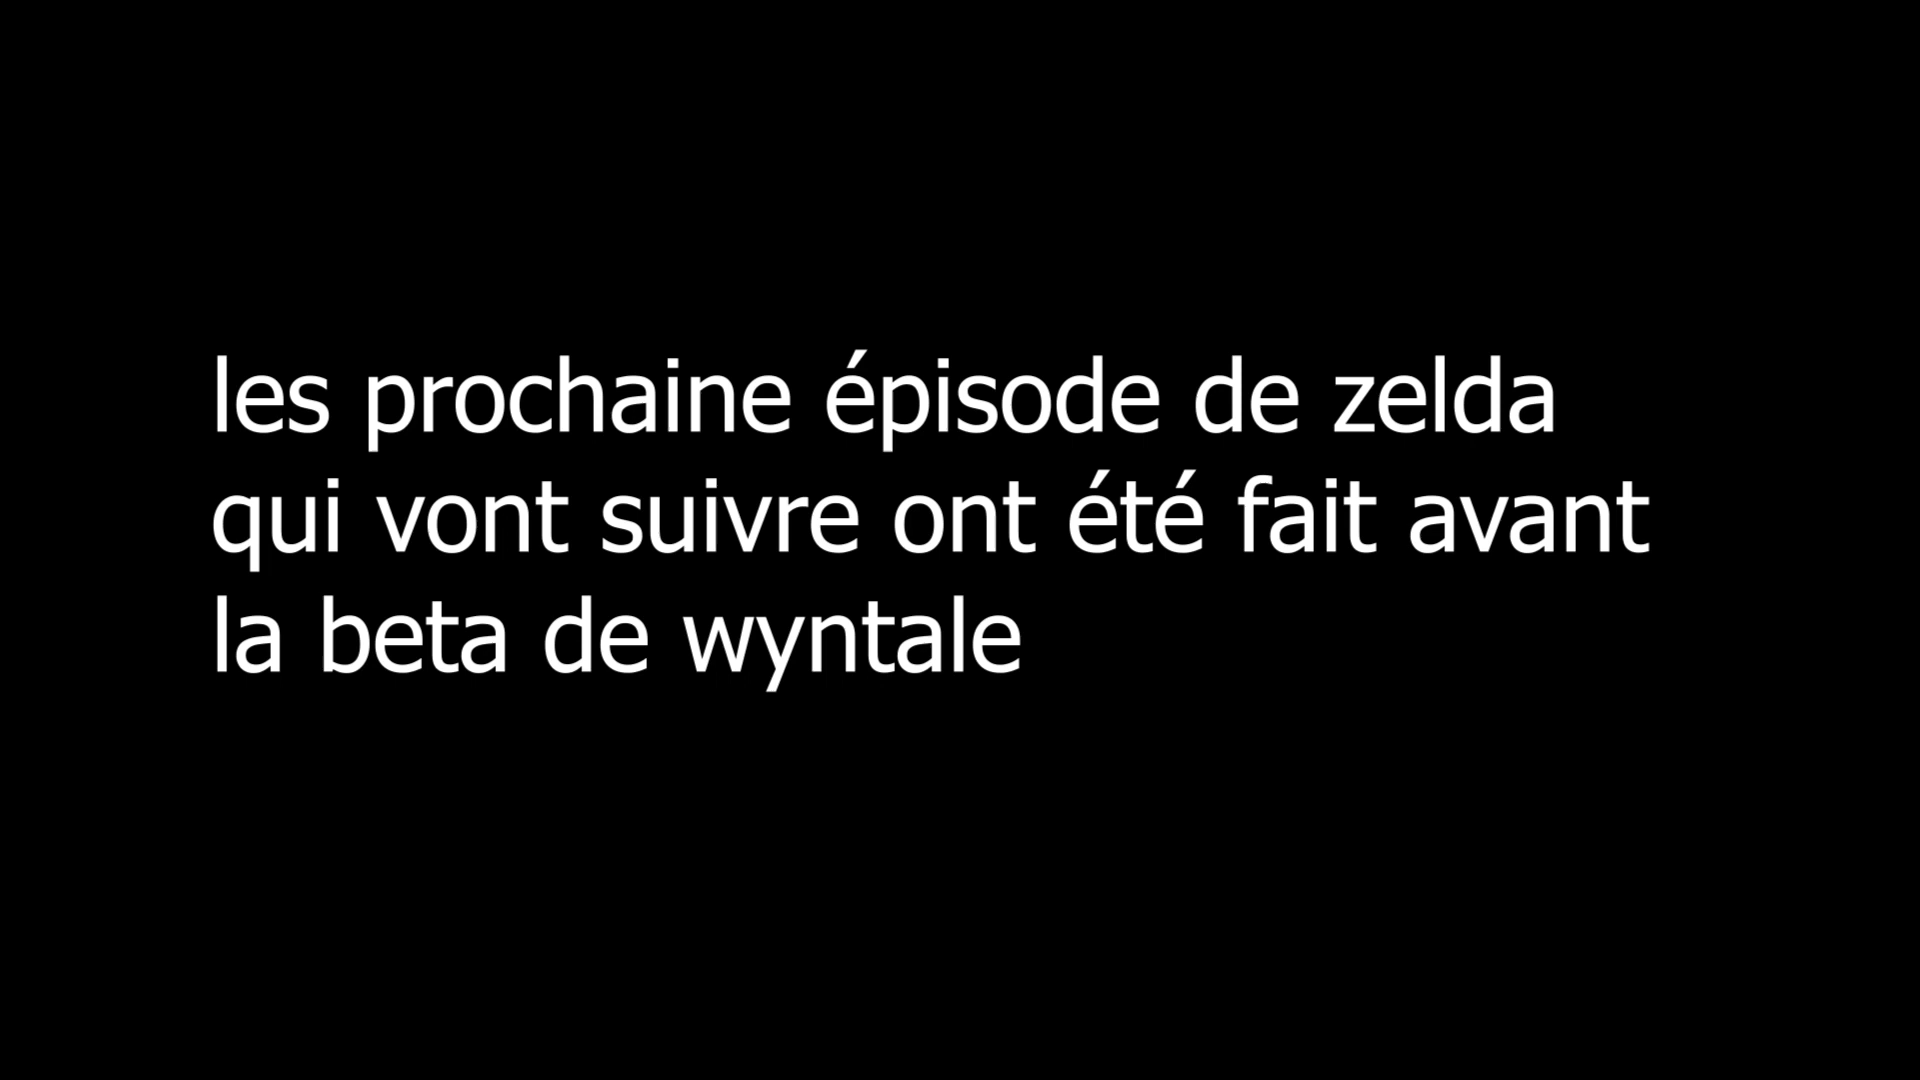 les prochaine épisode de zelda
qui vont suivre ont été fait avant
la beta de wyntale